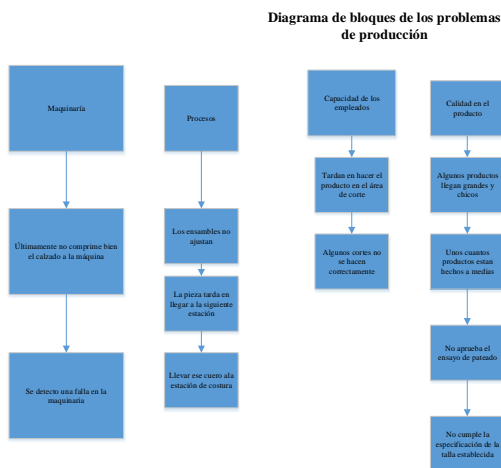 Diagrama de bloques de los problemas
de producción
Maquinaría
Últimamente no comprime bien
el calzado a la máquina
Se detecto una falla en la
maquinaria
Procesos
Los ensambles no
ajustan
La pieza tarda en
llegar a la siguiente
estación
Llevar ese cuero ala
estación de costura
Capacidad de los
empleados
Tardan en hacer el
producto en el área
de corte
Algunos cortes no
se hacen
correctamente
Calidad en el
producto
Algunos productos
llegan grandes y
chicos
Unos cuantos
productos estan
hechos a medias
No aprueba el
ensayo de pateado
No cumple la
especificación de la
talla establecida